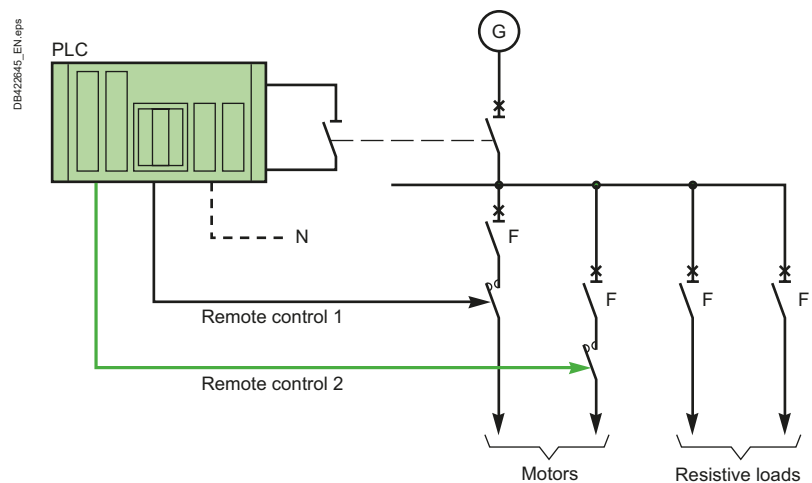 DB422645_EN.eps
PLC
G
N
F
Remote control 1
F
F
F
Remote control 2
Motors
Resistive loads